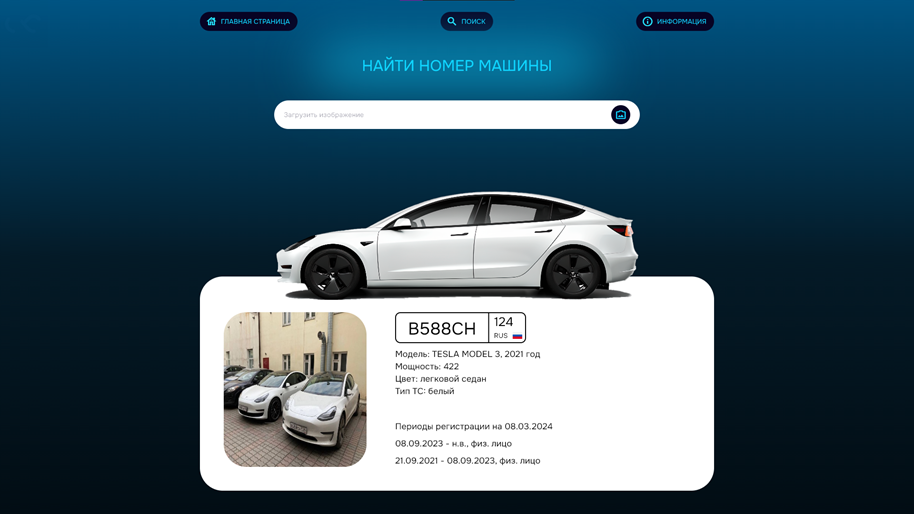 ГЛАВНАЯ СТРАНИЦА
ПОИСК
ИНФОРМАЦИЯ
НАЙТИ НОМЕР МАШИНЫ
Загрузить изображение
B588CH 124
RUS
Модель: TESLA MODEL 3, 2021 год
Мощность: 422
Цвет: легковой седан
Тип ТС: белый
Периоды регистрации на 08.03.2024
08.09.2023 - н.в., физ. лицо
21.09.2021 - 08.09.2023, физ. лицо